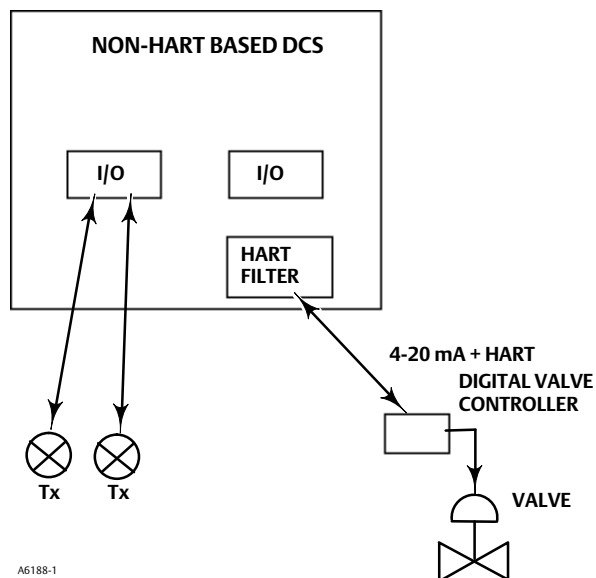 NON-HART BASED DCS
I/O
I/O
HART
FILTER
4-20 mA + HART
DIGITAL VALVE
CONTROLLER
Tx
Tx
VALVE
A6188-1